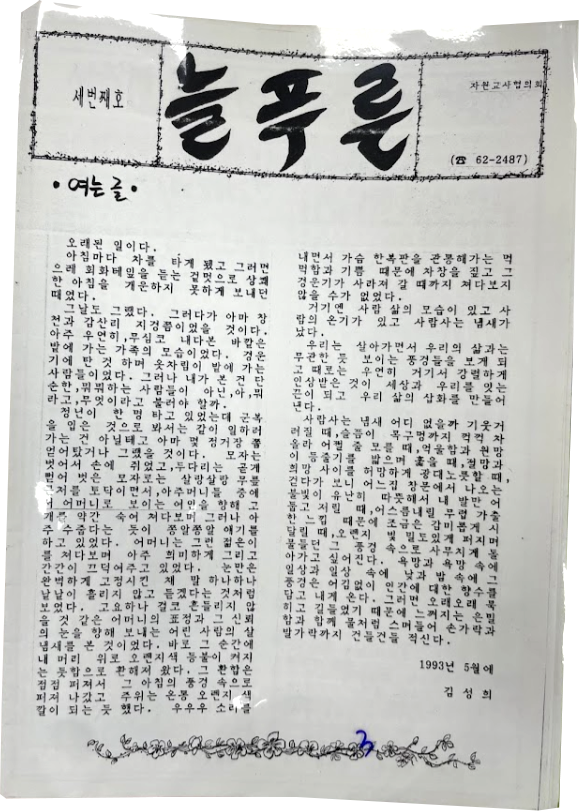 세번째호
늘푸른
자원교사협의회
(☎ 62-2487)
• 여는 글 •
오래된 일이다.
아침마다 차를 타게 됐고 그러면
으레 회화테잎을 듣는 겉멋으로 상쾌
한 아침을 개운하지 못하게 보내던
때였다.
그날도 그랬다. 그러다가 아마 창
천과 감산리 지경쯤이었을 것이다.
아주 우연히,무심코 내다본 바깥은
밭에 가는 가족의 모습이었다. 경운
기에 탄 것 하며 옷차림이 밭에 가는
사람들이었다. 그러나 내가 본 건 단
순한,뭐뭐하는 사람들이 아닌,아,뭐
라고,무엇이라고 불러야 할까.
청년이 한명 타고 있었는데 군복
을 입은 것으로 봐서는 같이 일하러
가는 건 아닐테고 아마 몇 정거장 쯤
얻어탔거나 그랬을 것이다. 모자는
벗어서 손에 쥐었고,두다리는 곧게
뻗어 벗은 모자로는 살랑살랑 무릎
근저를 토닥이면서,아주머니들 중에
서 어머니로 보이는 여인을 향해 고
개를 약간 숙여 쳐다보며 그러나 아
주 수줍다는 듯이 쫑알쫑알 얘기를
하고 있었다. 어머니는 그런 젊은이
를 쳐다보며 아주 희미하게 그리고
간간이 끄덕여주고 있었다. 눈만은
완벽하게 고정시킨 채 말 하나하나
낱낱이 흘리지 않고 듣겠다는 것처럼
보였다. 고요하나 결코 흔들리지 않
을 것 같은 어머니의 표정과 그 신뢰
의 눈을 향해 보내는 어린 사람의 살
냄새를 본 것이었다. 바로 그 순간에
내 머리 위로 오렌지색 등불이 켜지
는 듯함으로 환해져 왔다. 그 환함은
점점 퍼져서 그 아침의 풍경 속으로
퍼져 나갔고 주위는 온통 오렌지 색
칼이 되는 듯 했다. 우우우 소리를
내면서 가슴 한복판을 관통해가는 먹
먹함과 기쁨 때문에 차창을 짚고 그
경운기가 사라져 갈 때까지 쳐다보지
않을 수가 없었다.
거기엔 사람 삶의 모습이 있고 사
람의 온기가 있고 사람사는 냄새가
났다.
우리는 살아가면서 우리의 삶과는
무관한 듯 보이는 풍경들을 보게 되
고 때로는 우연히 거기서 강렬하게
인상받은 것이 세상과 우리를 잇는
끈이 되고 우리 삶의 상화를 만들어
낸다.
사람사는 냄새 어디 없을까 기웃거
러질 때,슬픔이 목구멍까지 컥컥 차
올라 어쩔 줄 모를 때,억울함과 원망
이 등줄기를 밟으며 훑을 때,절망과
희망 사이를 허망하게 광대노릇할 때,
걷다가 보니 어느집 창문에서 나오는
불빛이 유난히 따뜻해서 내 발만 어
둡고 저릴 때,어스름내릴 무렵 가슬
한느낌 때문에 조금은 감미롭게 시
달릴 때,오렌지 빛 밀도있게 퍼지며
물들던 그 풍경 속으로 사무치게 돌
아가고 싶어진다. 욕망과 욕망 속에
일상과 일상 속에 낮과 밤 속에 그
풍경은 어김없이 인간에 대한 향수를
담고 내게 온다. 그러면 오래오래 묵
히고 길들였기 때문에 느껴지는 은밀
함과 함께 물처럼 스며들어 손가락과
발가락까지 건들건들 적신다.
1993년 5월에
김성희
3